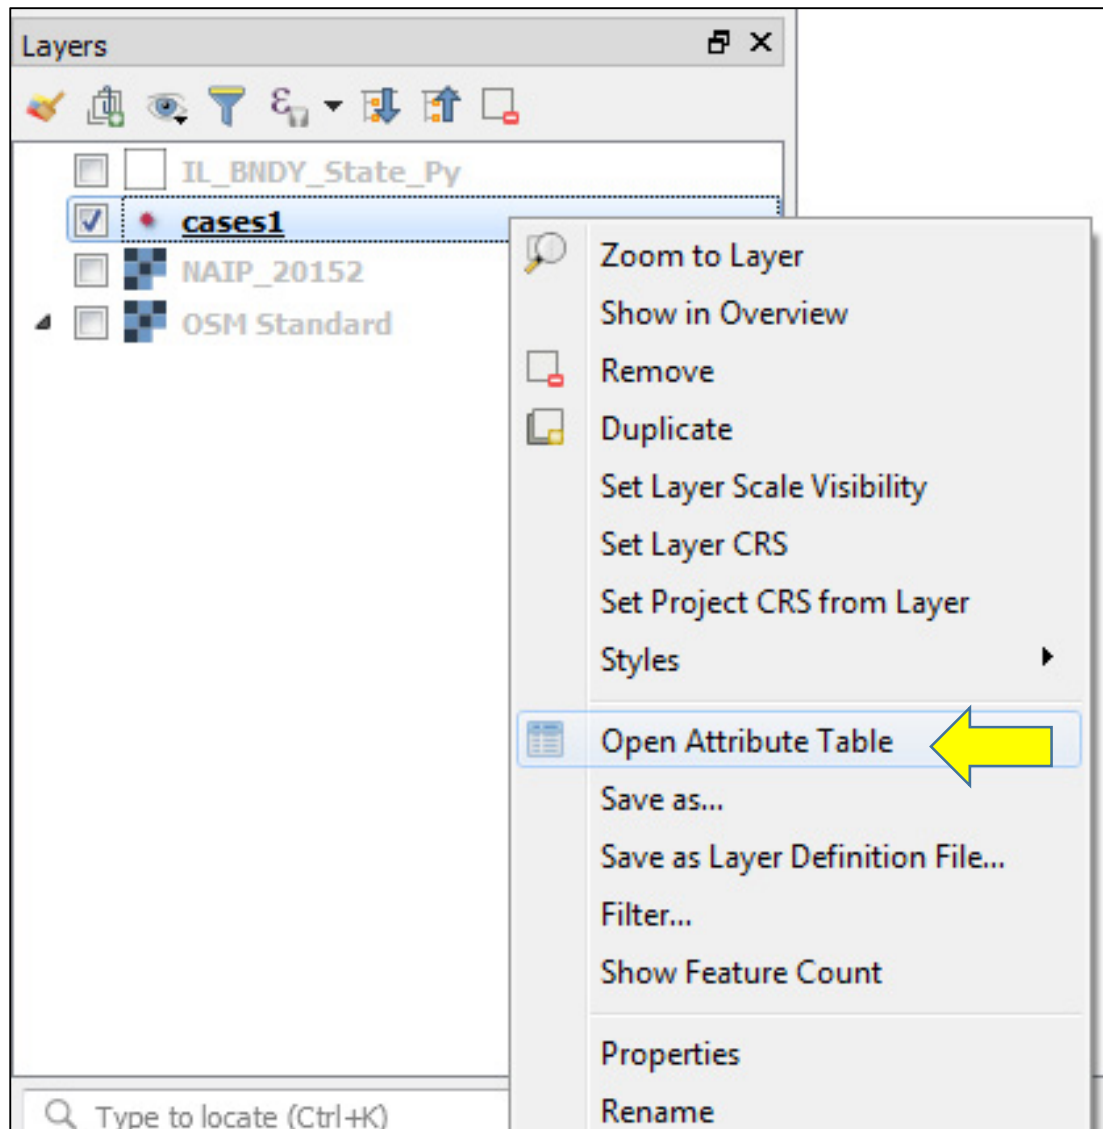 Layers
IL_BNDY_State_Py
cases1
NAIP_20152
OSM Standard
Zoom to Layer
Show in Overview
Remove
Duplicate
Set Layer Scale Visibility
Set Layer CRS
Set Project CRS from Layer
Styles
Open Attribute Table
Save as...
Save as Layer Definition File...
Filter...
Show Feature Count
Properties
Rename
Type to locate (Ctrl+K)